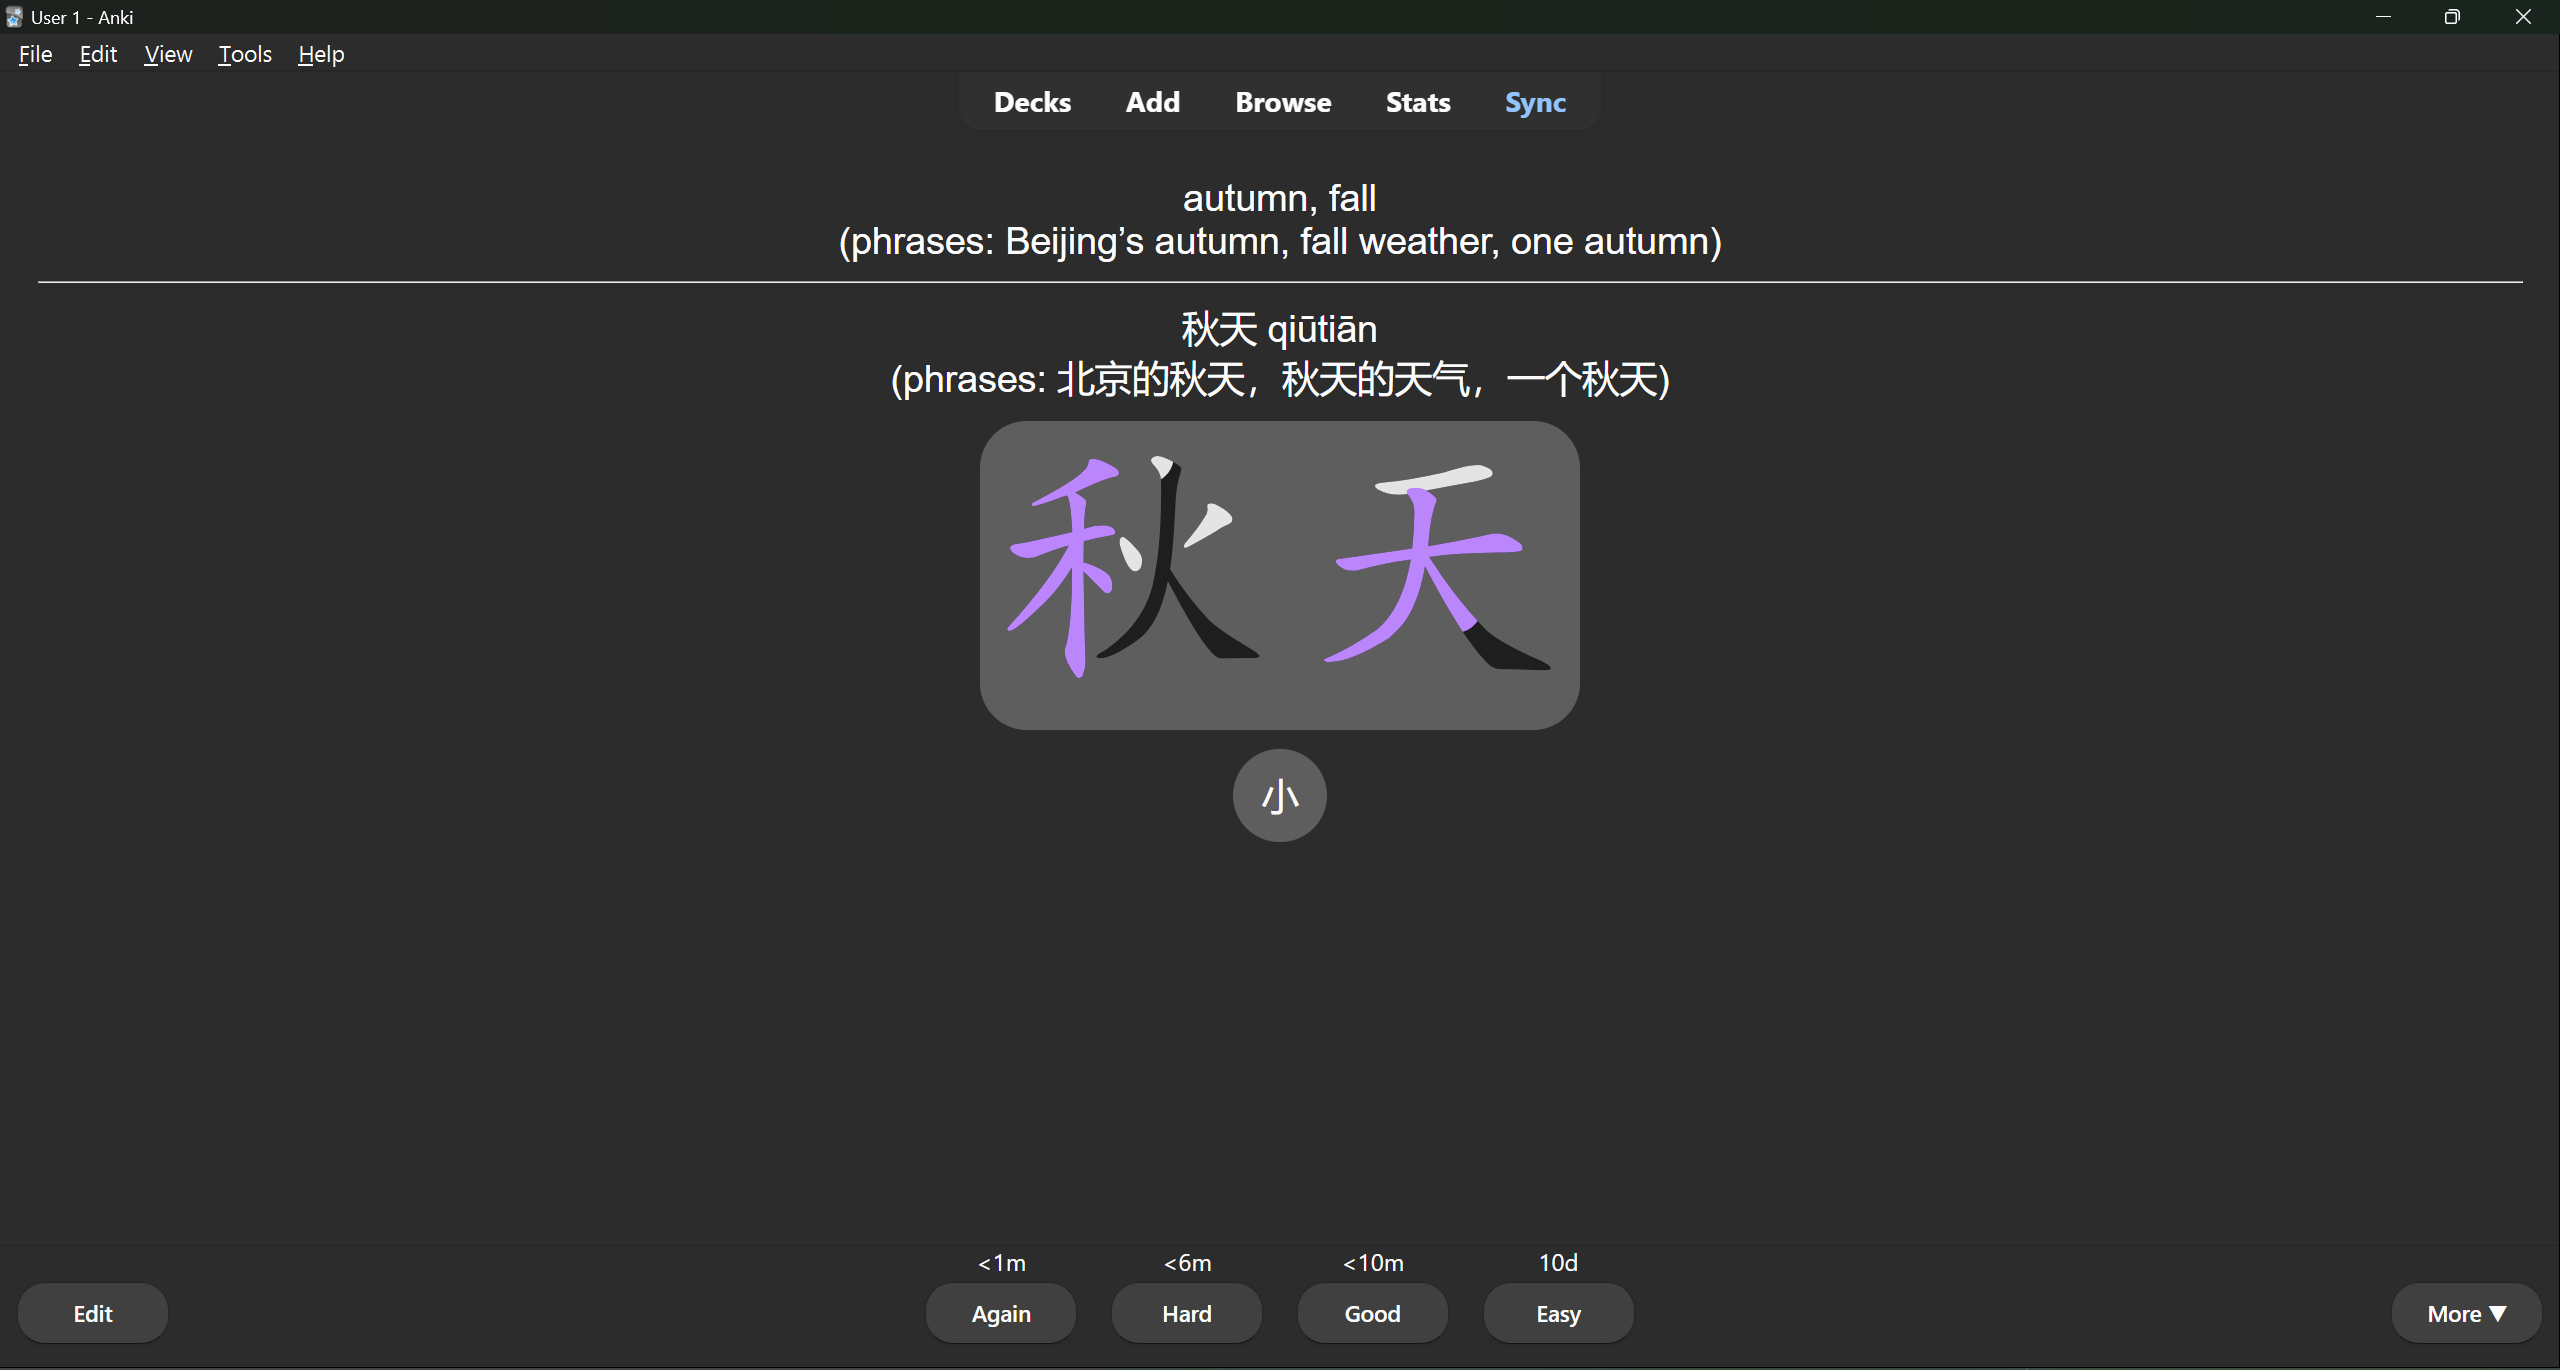 User 1 - Anki
File Edit View Tools Help
Decks Add Browse Stats Sync
autumn, fall
(phrases: Beijing’s autumn, fall weather, one autumn)
秋天 qiūtiān
(phrases: 北京的秋天，秋天的天气，一个秋天)
秋天
小
<1m <6m <10m 10d
Edit Again Hard Good Easy More ▼